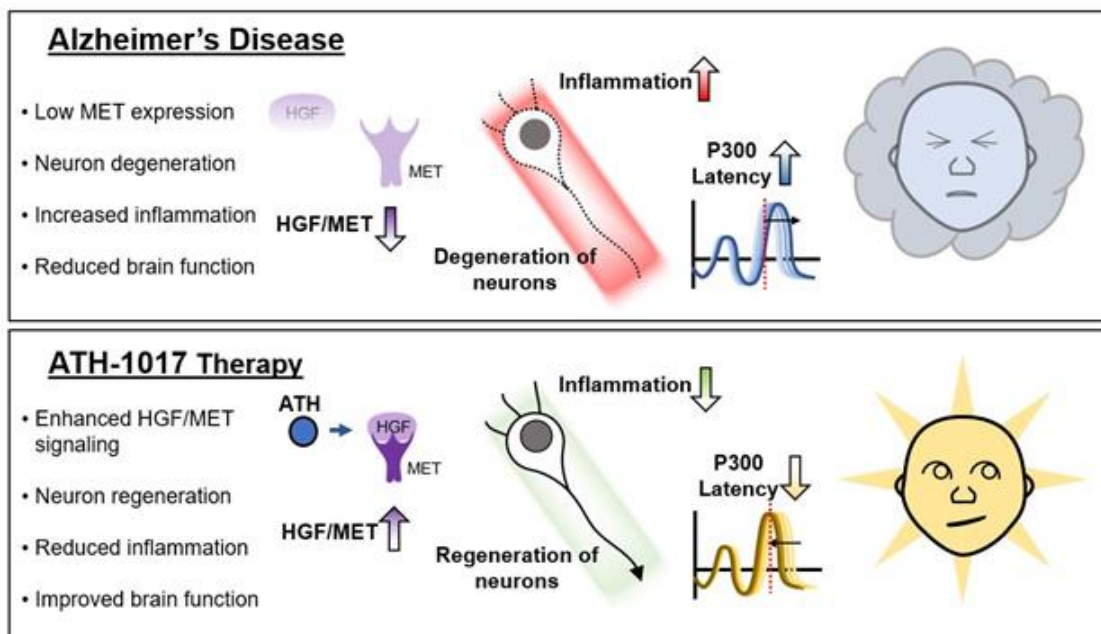 Alzheimer's Disease
• Low MET expression
• Neuron degeneration
• Increased inflammation
• Reduced brain function
HGF
MET
HGF/MET
Inflammation
Degeneration of
neurons
P300
Latency
ATH-1017 Therapy
• Enhanced HGF/MET
signaling
• Neuron regeneration
• Reduced inflammation
• Improved brain function
ATH
HGF
MET
HGF/MET
Inflammation
Regeneration of
neurons
P300
Latency